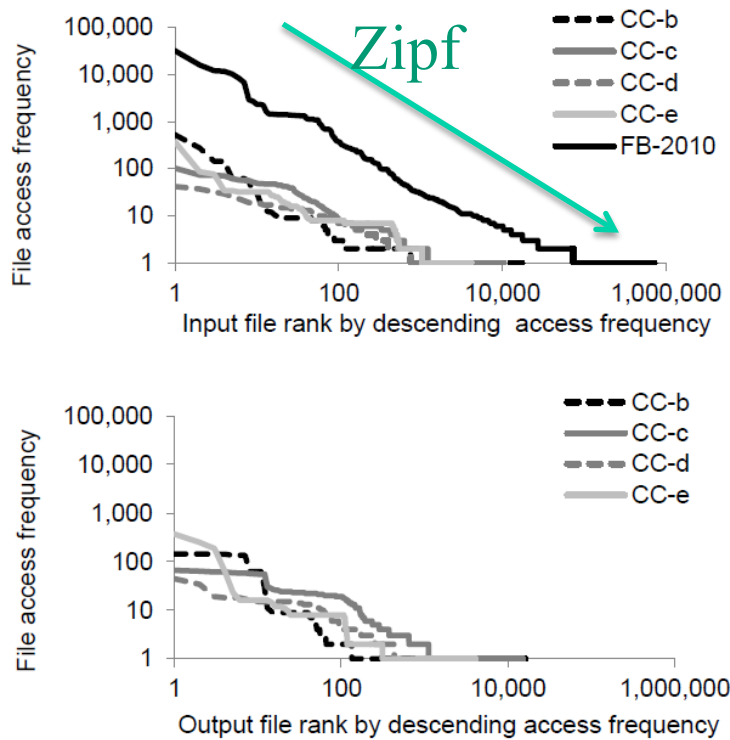 100,000
10,000
1,000
100
10
1
File access frequency
Zipf
CC-b
CC-c
CC-d
CC-e
FB-2010
1
100
10,000
1,000,000
Input file rank by descending access frequency
100,000
10,000
1,000
100
10
1
File access frequency
CC-b
CC-c
CC-d
CC-e
1
100
10,000
1,000,000
Output file rank by descending access frequency